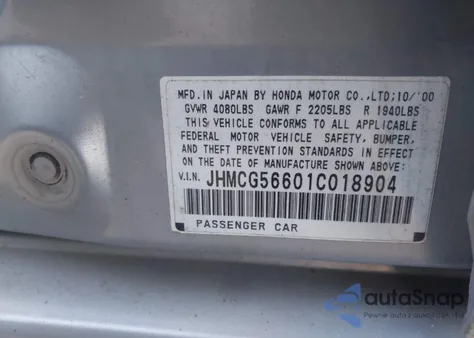 MFD. IN JAPAN BY HONDA MOTOR CO.,LTD;10/'00
GVWR 4080LBS GAWR F 2205LBS R 1940LBS
THIS VEHICLE CONFORMS TO ALL APPLICABLE
FEDERAL MOTOR VEHICLE SAFETY, BUMPER,
AND THEFT PREVENTION STANDARDS IN EFFECT
ON THE DATE OF MANUFACTURE SHOWN ABOVE.
V.I.N. JHMCG56601C018904
PASSENGER CAR
autoSnap
Pewne auta z